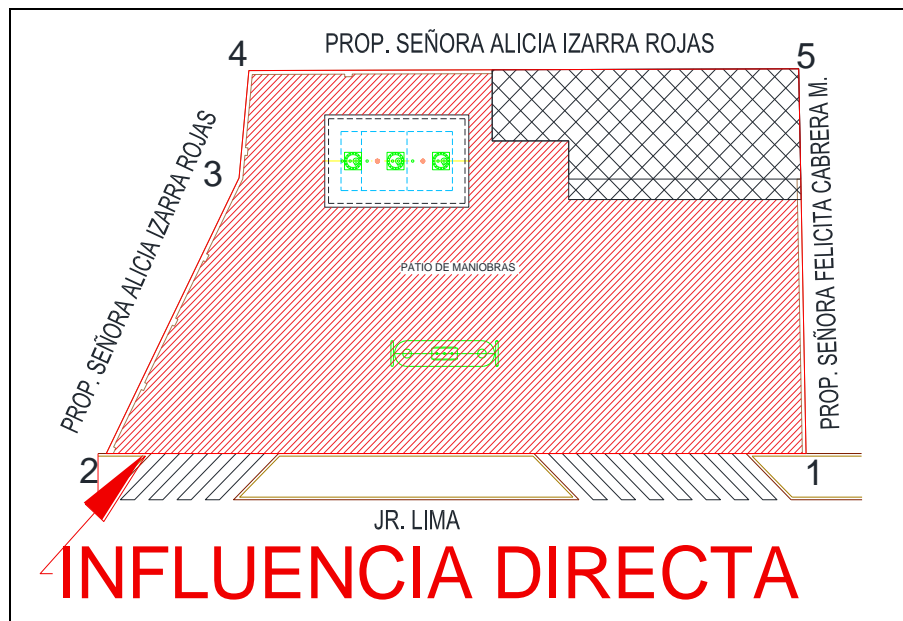 4
PROP. SEÑORA ALICIA IZARRA ROJAS
5
3
PROP. SEÑORA ALICIA IZARRA ROJAS
PATIO DE MANIOBRAS
PROP. SEÑORA FELICITA CABRERA M.
2
1
JR. LIMA
INFLUENCIA DIRECTA